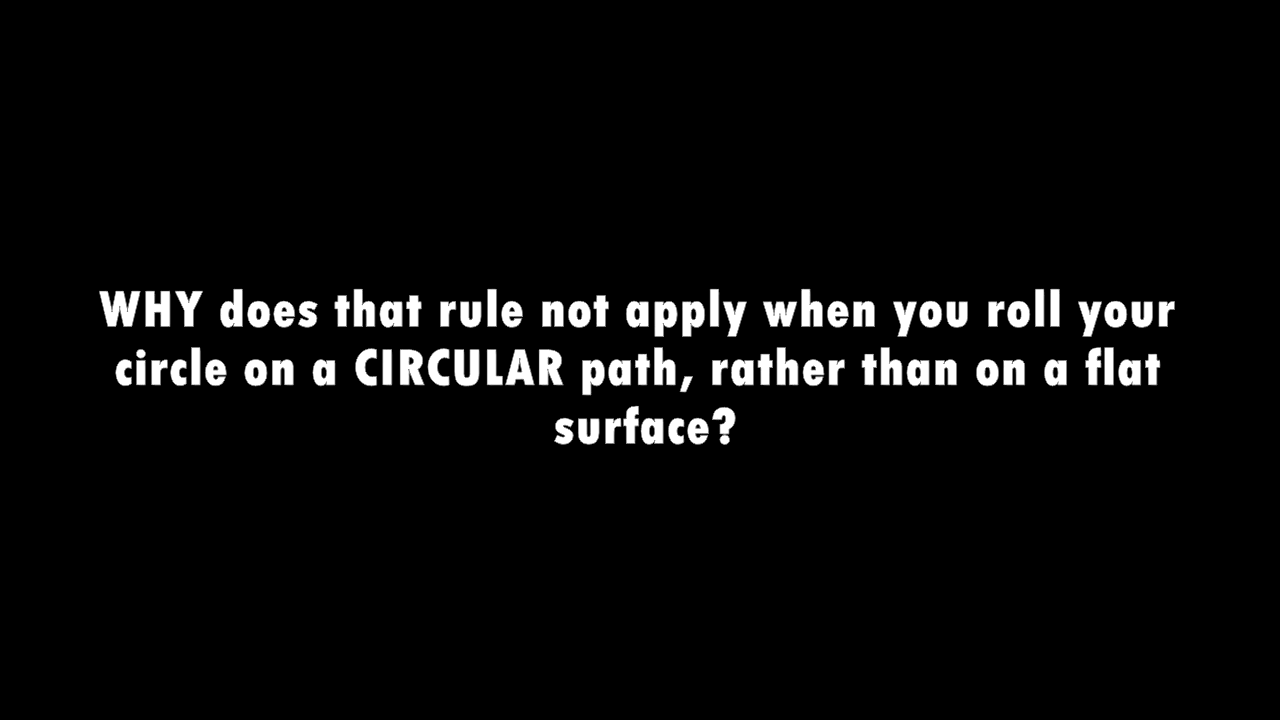 WHY does that rule not apply when you roll your
circle on a CIRCULAR path, rather than on a flat
surface?